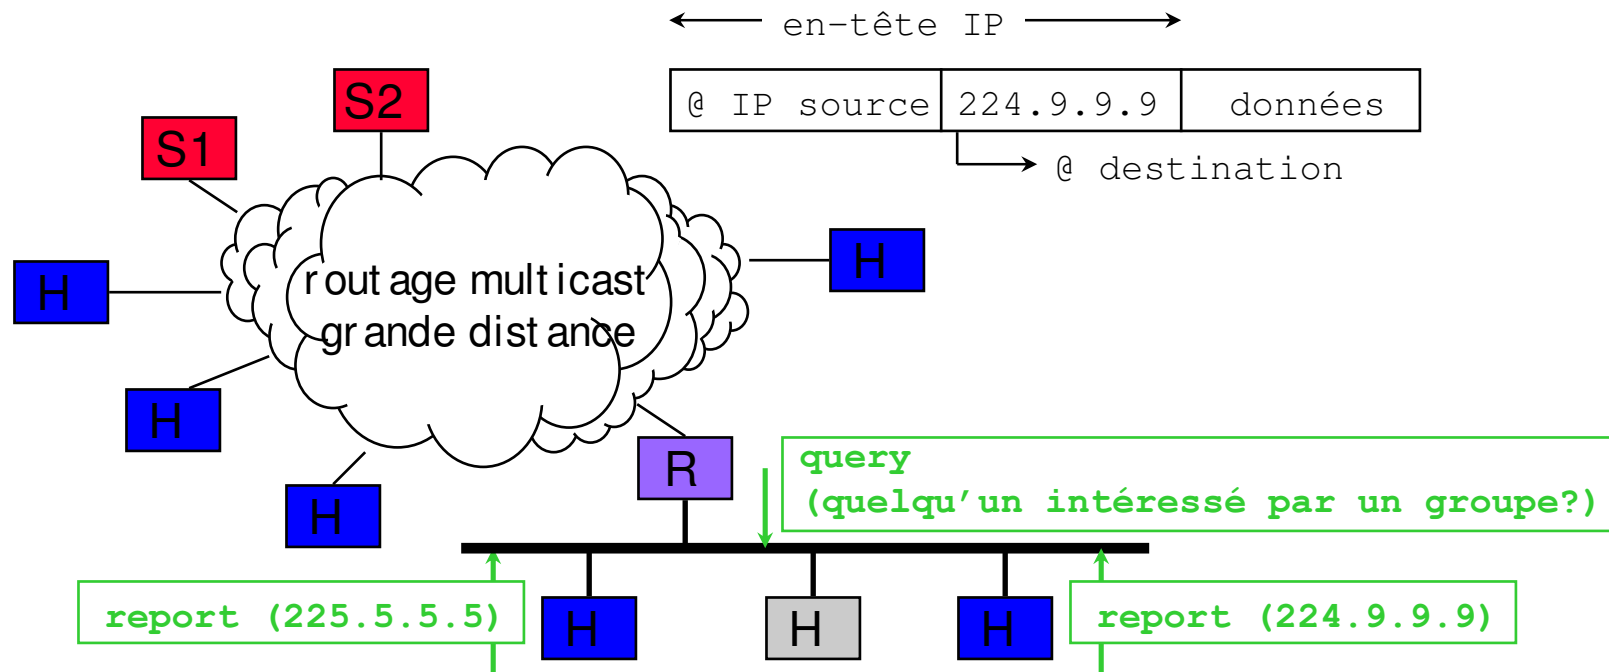 en-tête IP
@ IP source 224.9.9.9 données
@ destination
S2
S1
H
H
routage multicast
grande distance
H
H
R
query
(quelqu'un intéressé par un groupe?)
report (225.5.5.5)
H
H
H
report (224.9.9.9)